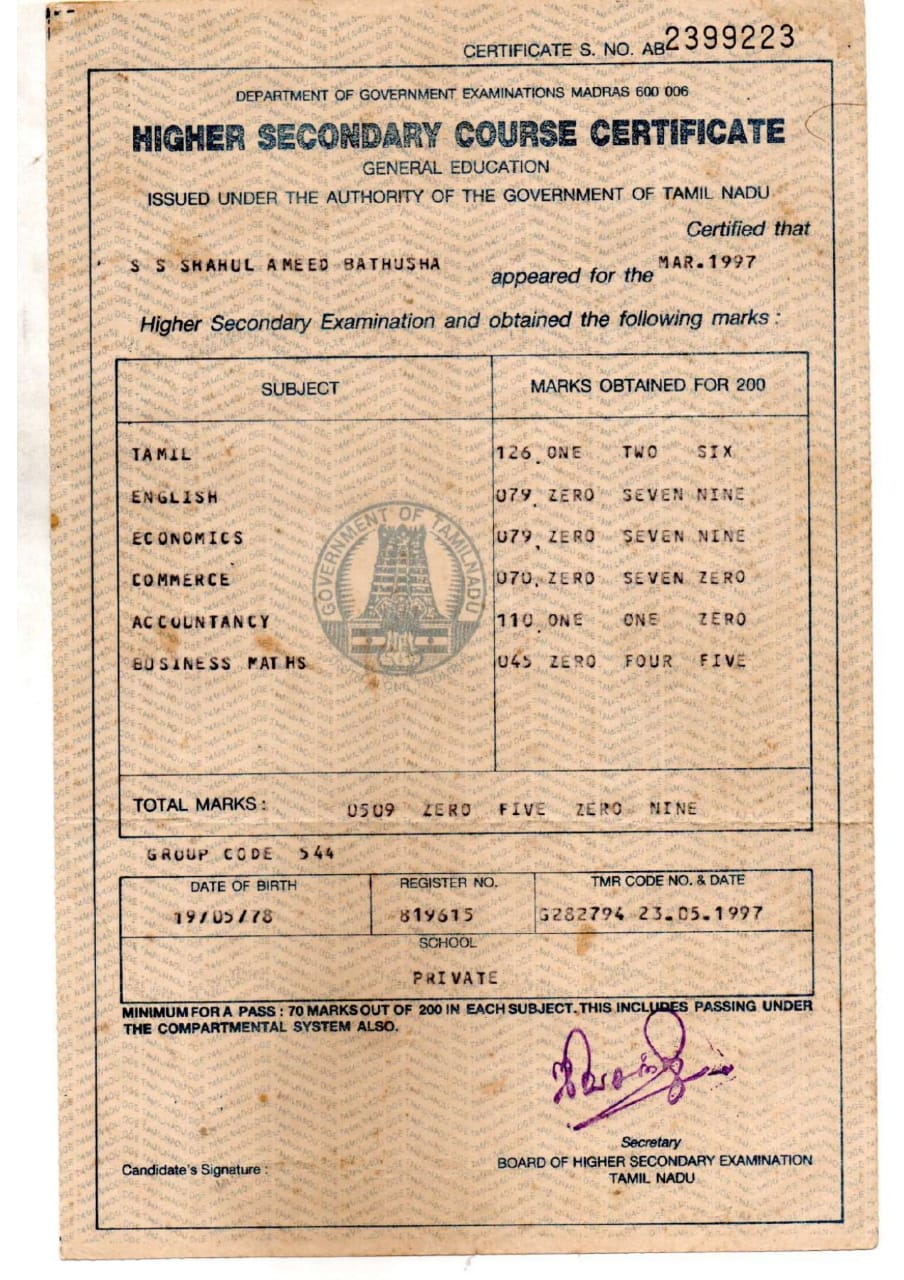 CERTIFICATE S. NO. AB 2399223
DEPARTMENT OF GOVERNMENT EXAMINATIONS MADRAS 600 006
HIGHER SECONDARY COURSE CERTIFICATE
GENERAL EDUCATION
ISSUED UNDER THE AUTHORITY OF THE GOVERNMENT OF TAMIL NADU
Certified that
S S SHAHUL AMEED BATHUSHA appeared for the MAR.1997
Higher Secondary Examination and obtained the following marks :
SUBJECT MARKS OBTAINED FOR 200
TAMIL 126 ONE TWO SIX
ENGLISH 079 ZERO SEVEN NINE
ECONOMICS 079 ZERO SEVEN NINE
COMMERCE 070 ZERO SEVEN ZERO
ACCOUNTANCY 110 ONE ONE ZERO
BUSINESS MATHS 045 ZERO FOUR FIVE
GOVERNMENT OF TAMILNADU
TOTAL MARKS : 0509 ZERO FIVE ZERO NINE
GROUP CODE 544
DATE OF BIRTH REGISTER NO. TMR CODE NO. & DATE
19/05/78 819615 G282794 23.05.1997
SCHOOL
PRIVATE
MINIMUM FOR A PASS : 70 MARKS OUT OF 200 IN EACH SUBJECT. THIS INCLUDES PASSING UNDER
THE COMPARTMENTAL SYSTEM ALSO.
Secretary
Candidate's Signature : BOARD OF HIGHER SECONDARY EXAMINATION
TAMIL NADU